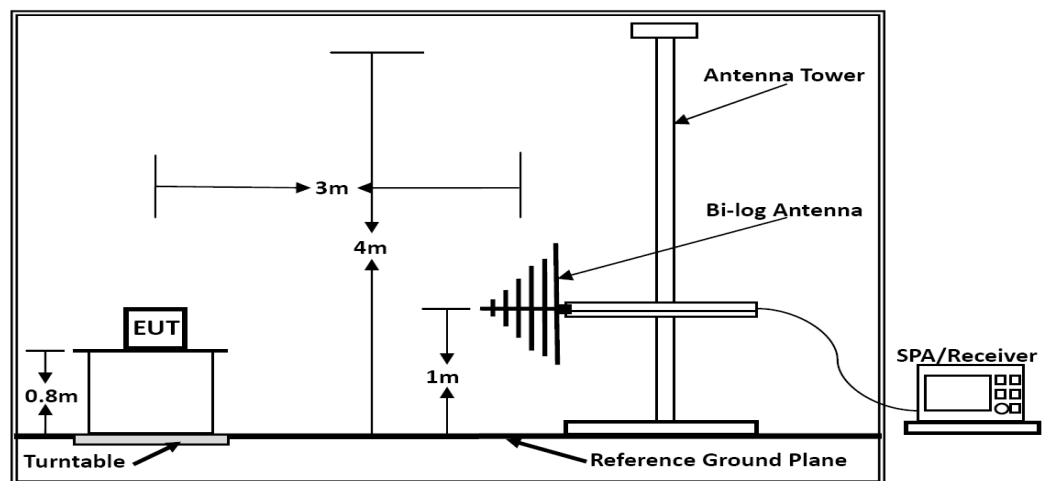 Antenna Tower
3m
Bi-log Antenna
4m
EUT
SPA/Receiver
1m
0.8m
Turntable
Reference Ground Plane